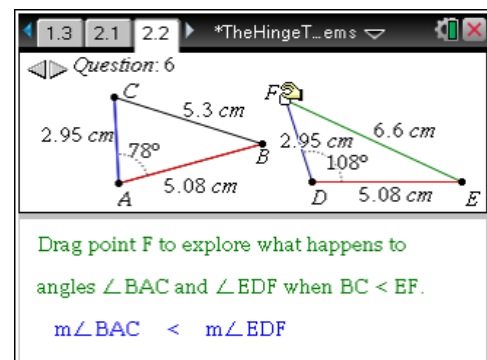 1.3 2.1 2.2 *TheHingeT…ems
Question: 6
C
F
5.3 cm
2.95 cm
78°
B
2.95 cm
6.6 cm
108°
A
5.08 cm
D
5.08 cm
E
Drag point F to explore what happens to
angles ∠BAC and ∠EDF when BC < EF.
m∠BAC < m∠EDF